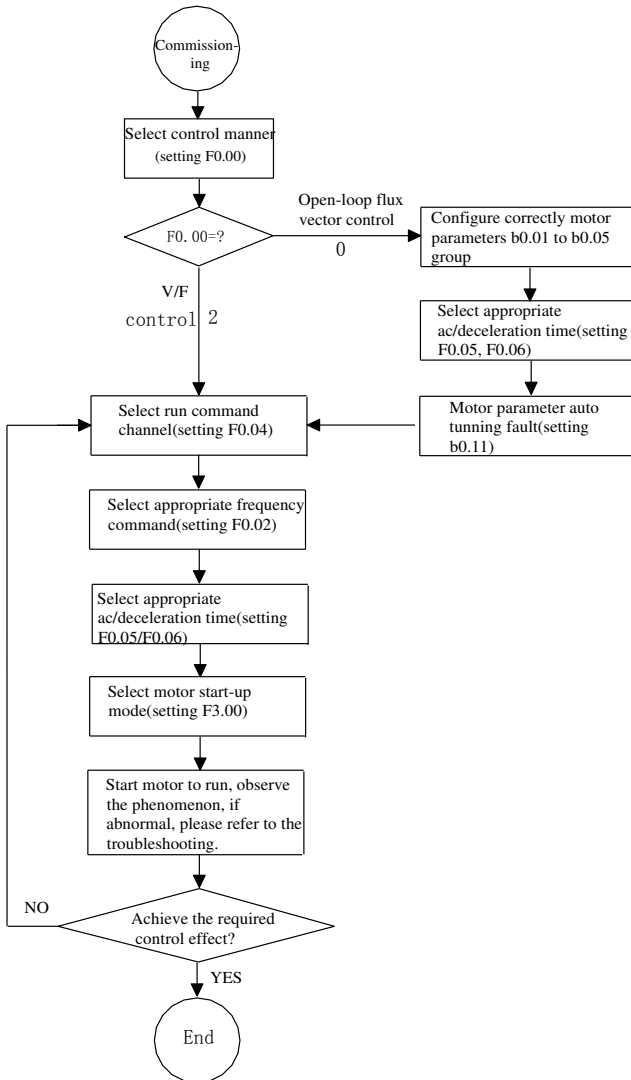 Commission-
ing
Select control manner
(setting F0.00)
F0.00=?
Open-loop flux
vector control
0
Configure correctly motor
parameters b0.01 to b0.05
group
Select appropriate
ac/deceleration time(setting
F0.05, F0.06)
Motor parameter auto
tunning fault(setting
b0.11)
V/F
control 2
Select run command
channel(setting F0.04)
Select appropriate frequency
command(setting F0.02)
Select appropriate
ac/deceleration time(setting
F0.05/F0.06)
Select motor start-up
mode(setting F3.00)
Start motor to run, observe
the phenomenon, if
abnormal, please refer to the
troubleshooting.
NO
Achieve the required
control effect?
YES
End